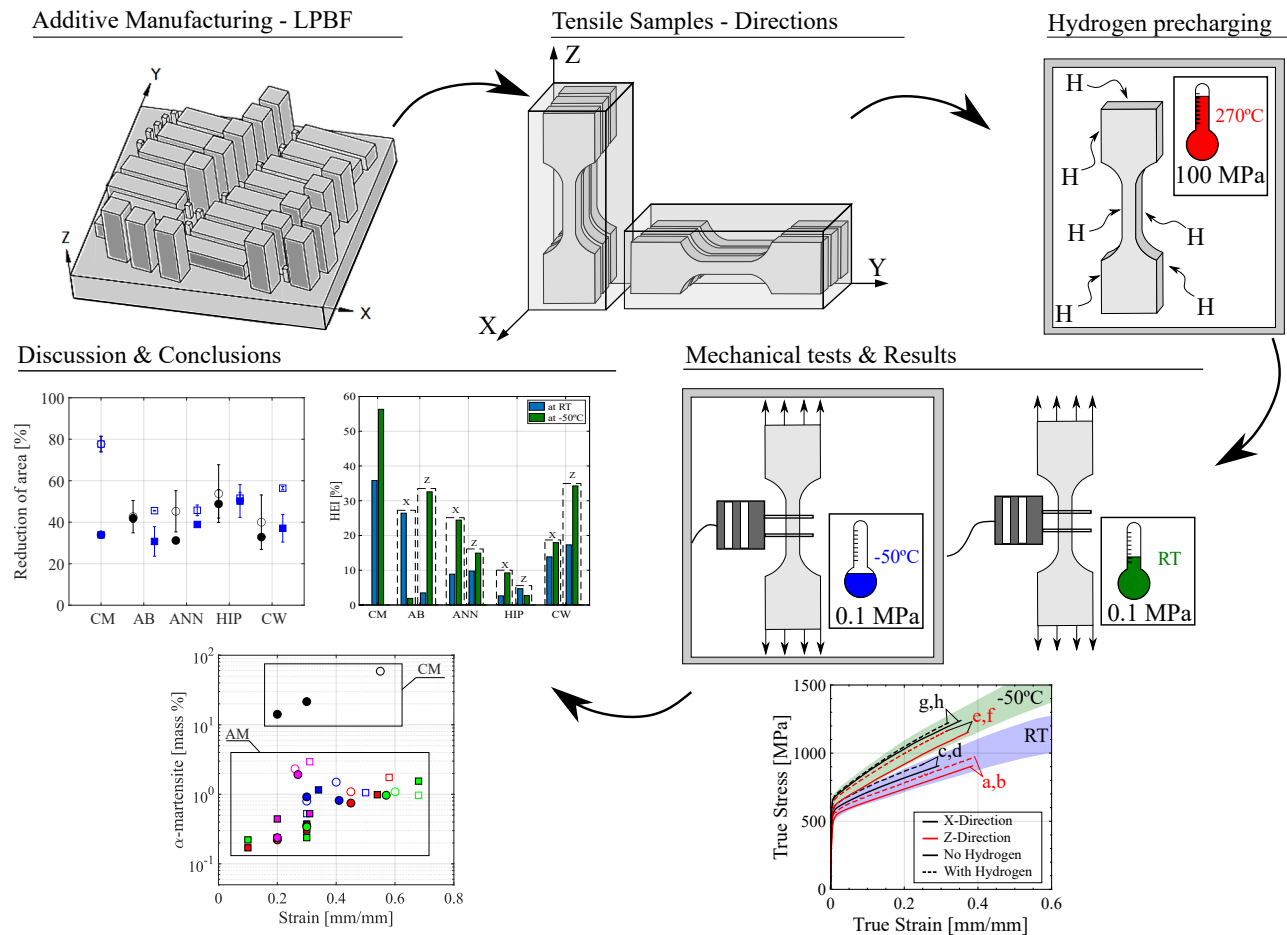 Additive Manufacturing - LPBF
Y
Z
X
Tensile Samples - Directions
Z
Y
X
Hydrogen precharging
H
H
H
H
H
H
H
270ºC
100 MPa
Discussion & Conclusions
Reduction of area [%]
100
80
60
40
20
0
CM AB ANN HIP CW
HEI [%]
60
50
40
30
20
10
0
at RT
at -50°C
X Z X Z X Z X Z
CM AB ANN HIP CW
α-martensite [mass %]
10²
10¹
10⁰
10⁻¹
CM
AM
0 0.2 0.4 0.6 0.8
Strain [mm/mm]
Mechanical tests & Results
-50ºC
0.1 MPa
RT
0.1 MPa
True Stress [MPa]
1500
1000
500
0
-50ºC
g,h
e,f
RT
c,d
a,b
X-Direction
Z-Direction
No Hydrogen
With Hydrogen
0 0.2 0.4 0.6
True Strain [mm/mm]